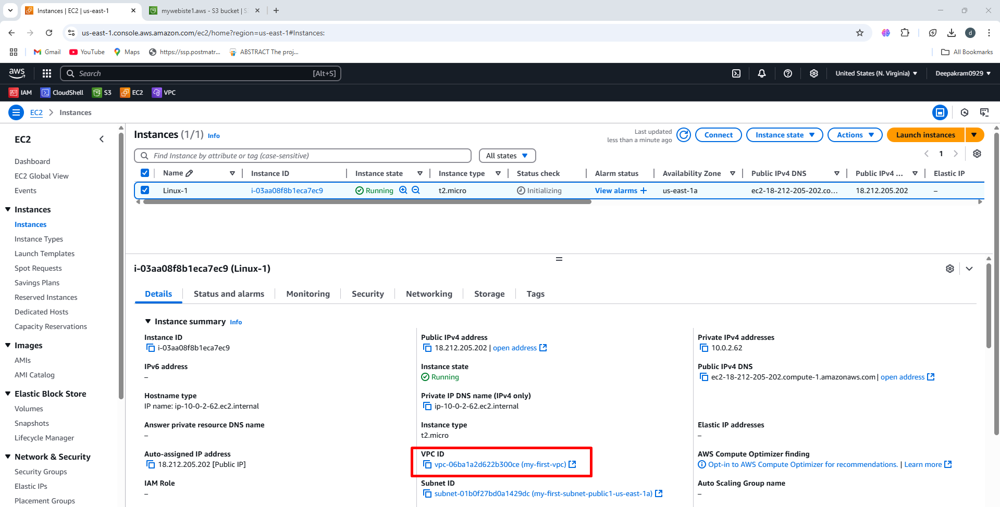 Instances | EC2 | us-east-1
mywebiste1.aws - S3 bucket | S
us-east-1.console.aws.amazon.com/ec2/home?region=us-east-1#Instances:
d
Gmail
YouTube
Maps
https://ssp.postmatr...
ABSTRACT The proj...
All Bookmarks
aws
Search
[Alt+S]
United States (N. Virginia)
Deepakram0929
IAM
CloudShell
S3
EC2
VPC
EC2
Instances
EC2
Dashboard
EC2 Global View
Events
Instances
Instances
Instance Types
Launch Templates
Spot Requests
Savings Plans
Reserved Instances
Dedicated Hosts
Capacity Reservations
Images
AMIs
AMI Catalog
Elastic Block Store
Volumes
Snapshots
Lifecycle Manager
Network & Security
Security Groups
Elastic IPs
Placement Groups
Instances (1/1) Info
Last updated
less than a minute ago
Connect
Instance state
Actions
Launch instances
Find Instance by attribute or tag (case-sensitive)
All states
1
Name
Instance ID
Instance state
Instance type
Status check
Alarm status
Availability Zone
Public IPv4 DNS
Public IPv4 ...
Elastic IP
Linux-1
i-03aa08f8b1eca7ec9
Running
t2.micro
Initializing
View alarms +
us-east-1a
ec2-18-212-205-202.co...
18.212.205.202
–
i-03aa08f8b1eca7ec9 (Linux-1)
Details
Status and alarms
Monitoring
Security
Networking
Storage
Tags
Instance summary Info
Instance ID
i-03aa08f8b1eca7ec9
Public IPv4 address
18.212.205.202 | open address
Private IPv4 addresses
10.0.2.62
IPv6 address
–
Instance state
Running
Public IPv4 DNS
ec2-18-212-205-202.compute-1.amazonaws.com | open address
Hostname type
IP name: ip-10-0-2-62.ec2.internal
Private IP DNS name (IPv4 only)
ip-10-0-2-62.ec2.internal
Answer private resource DNS name
–
Instance type
t2.micro
Elastic IP addresses
–
Auto-assigned IP address
18.212.205.202 [Public IP]
VPC ID
vpc-06ba1a2d622b300ce (my-first-vpc)
AWS Compute Optimizer finding
Opt-in to AWS Compute Optimizer for recommendations. | Learn more
IAM Role
–
Subnet ID
subnet-01b0f27bd0a1429dc (my-first-subnet-public1-us-east-1a)
Auto Scaling Group name
–